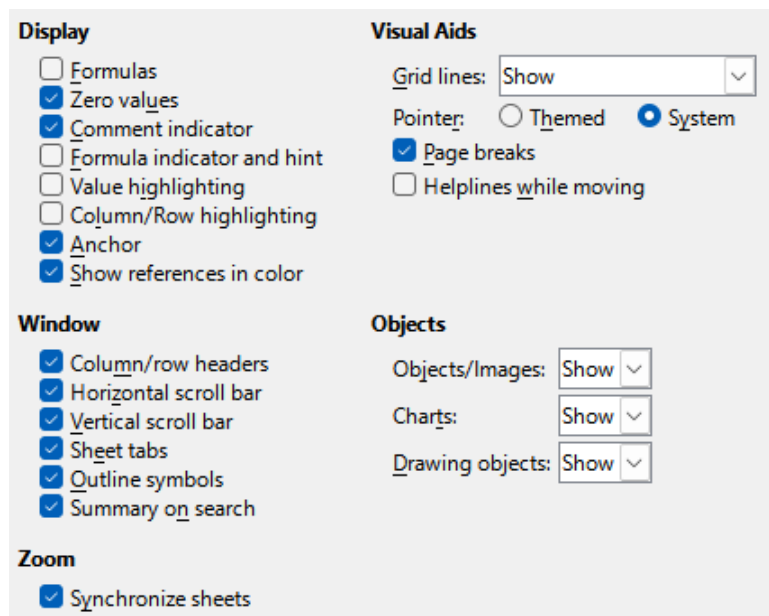 Display
Formulas
Zero values
Comment indicator
Formula indicator and hint
Value highlighting
Column/Row highlighting
Anchor
Show references in color
Visual Aids
Grid lines: Show
Pointer: Themed System
Page breaks
Helplines while moving
Window
Column/row headers
Horizontal scroll bar
Vertical scroll bar
Sheet tabs
Outline symbols
Summary on search
Objects
Objects/Images: Show
Charts: Show
Drawing objects: Show
Zoom
Synchronize sheets